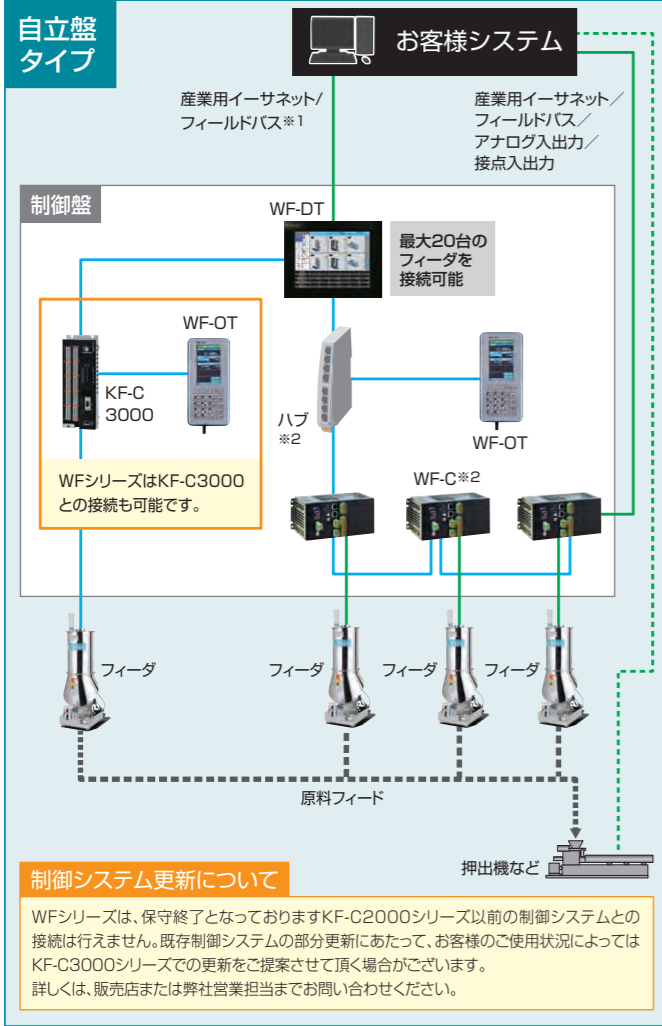 自立盤
タイプ
お客様システム
産業用イーサネット/
フィールドバス※1
産業用イーサネット／
フィールドバス／
アナログ入出力／
接点入出力
制御盤
WF-DT
最大20台の
フィーダを
接続可能
WF-OT
KF-C
3000
ハブ
※2
WF-OT
WFシリーズはKF-C3000
との接続も可能です。
WF-C※2
フィーダ
フィーダ
フィーダ
フィーダ
原料フィード
押出機など
制御システム更新について
WFシリーズは、保守終了となっておりますKF-C2000シリーズ以前の制御システムとの
接続は行えません。既存制御システムの部分更新にあたって、お客様のご使用状況によっては
KF-C3000シリーズでの更新をご提案させて頂く場合がございます。
詳しくは、販売店または弊社営業担当までお問い合わせください。